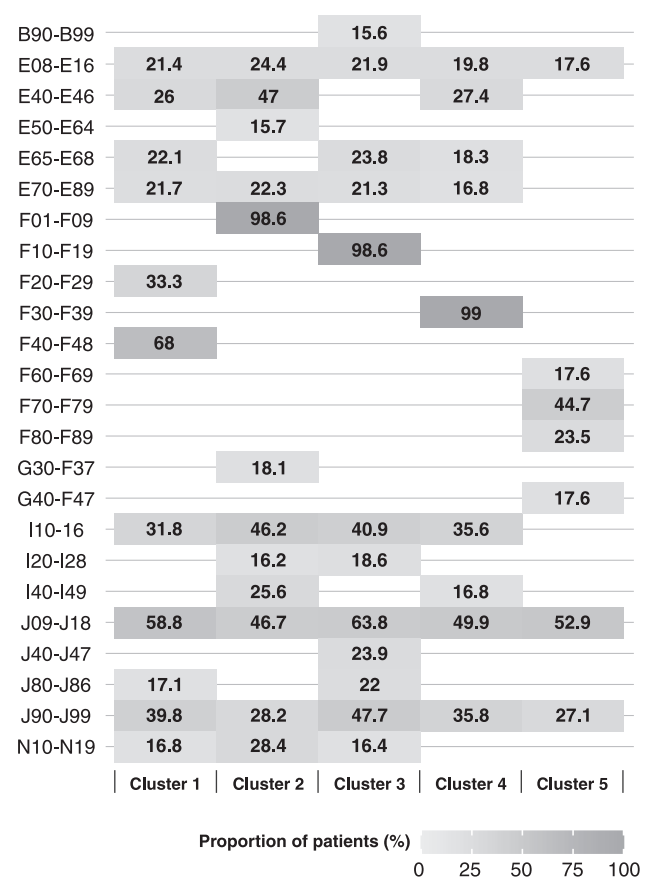 B90-B99 15.6
E08-E16 21.4 24.4 21.9 19.8 17.6
E40-E46 26 47 27.4
E50-E64 15.7
E65-E68 22.1 23.8 18.3
E70-E89 21.7 22.3 21.3 16.8
F01-F09 98.6
F10-F19 98.6
F20-F29 33.3
F30-F39 99
F40-F48 68
F60-F69 17.6
F70-F79 44.7
F80-F89 23.5
G30-F37 18.1
G40-F47 17.6
I10-16 31.8 46.2 40.9 35.6
I20-I28 16.2 18.6
I40-I49 25.6 16.8
J09-J18 58.8 46.7 63.8 49.9 52.9
J40-J47 23.9
J80-J86 17.1 22
J90-J99 39.8 28.2 47.7 35.8 27.1
N10-N19 16.8 28.4 16.4
Cluster 1 Cluster 2 Cluster 3 Cluster 4 Cluster 5
Proportion of patients (%)
0 25 50 75 100